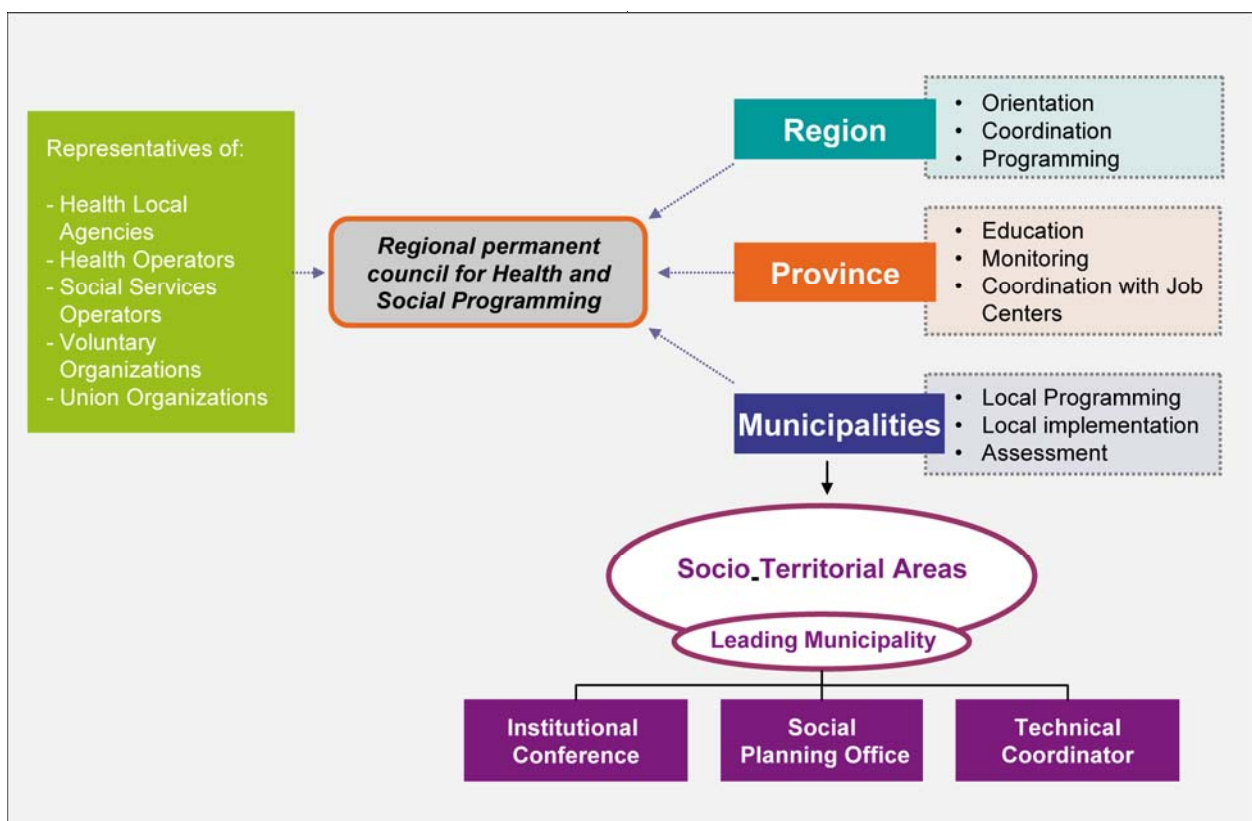 Representatives of:
- Health Local
Agencies
- Health Operators
- Social Services
Operators
- Voluntary
Organizations
- Union Organizations
Regional permanent
council for Health and
Social Programming
Region
• Orientation
• Coordination
• Programming
Province
• Education
• Monitoring
• Coordination with Job
Centers
Municipalities
• Local Programming
• Local implementation
• Assessment
Socio_Territorial Areas
Leading Municipality
Institutional
Conference
Social
Planning Office
Technical
Coordinator